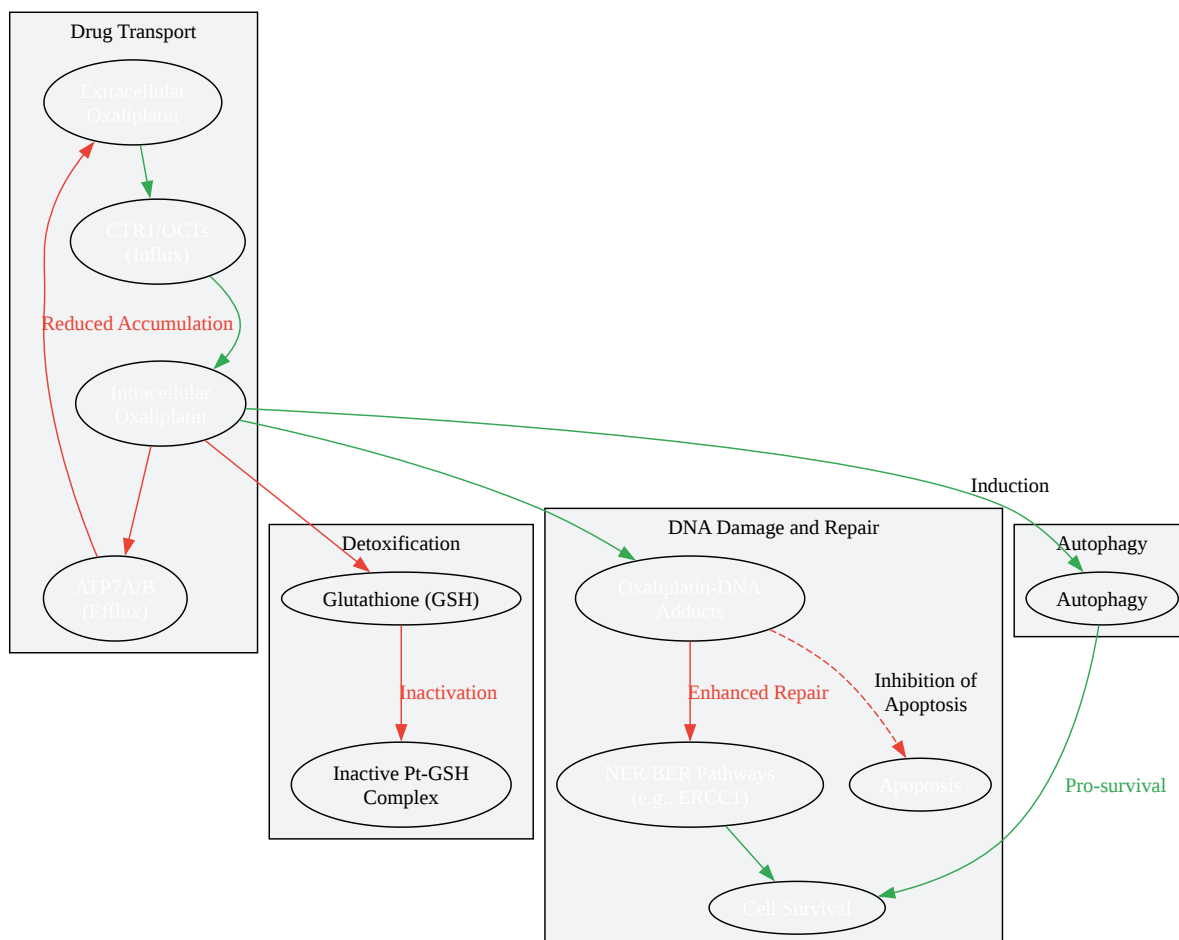 Drug Transport
Extracellular
Oxaliplatin
CTR1/OCTs
(Influx)
Reduced Accumulation
Intracellular
Oxaliplatin
ATP7A/B
(Efflux)
Detoxification
Glutathione (GSH)
Inactivation
Inactive Pt-GSH
Complex
DNA Damage and Repair
Oxaliplatin-DNA
Adducts
Enhanced Repair
Inhibition of
Apoptosis
NER/BER Pathways
(e.g., ERCC1)
Apoptosis
Cell Survival
Induction
Autophagy
Autophagy
Pro-survival